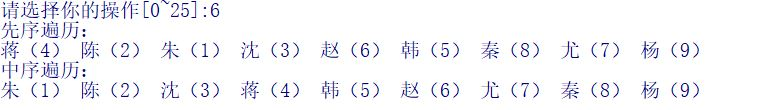 请选择你的操作[0~25]:6
先序遍历:
蒋(4) 陈(2) 朱(1) 沈(3) 赵(6) 韩(5) 秦(8) 尤(7) 杨(9)
中序遍历:
朱(1) 陈(2) 沈(3) 蒋(4) 韩(5) 赵(6) 尤(7) 秦(8) 杨(9)